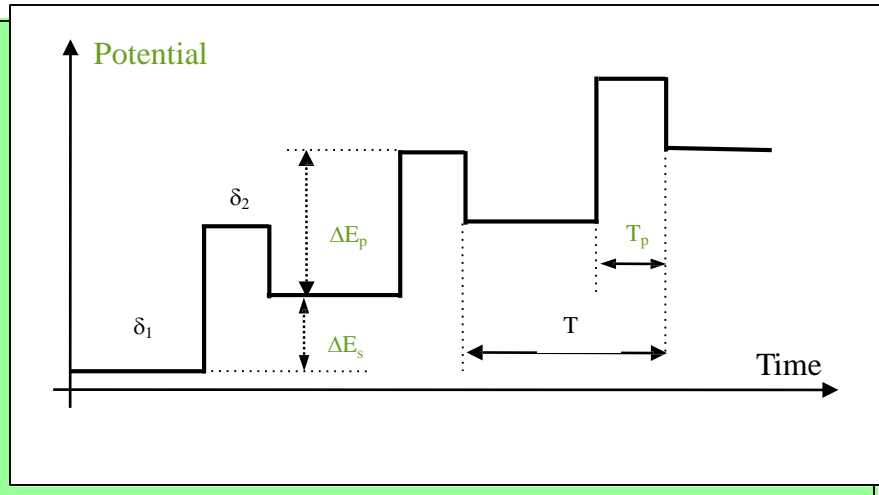 Potential
δ₂
ΔEₚ
Tₚ
δ₁
ΔEₛ
T
Time